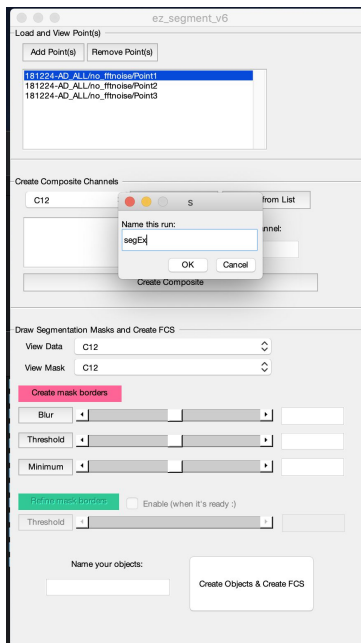 ez_segment_v6
Load and View Point(s)
Add Point(s) Remove Point(s)
181224-AD_ALL/no_fftnoise/Point1
181224-AD_ALL/no_fftnoise/Point2
181224-AD_ALL/no_fftnoise/Point3
Create Composite Channels
C12 from List
S
Name this run:
nnel:
segEx
OK Cancel
Create Composite
Draw Segmentation Masks and Create FCS
View Data C12
View Mask C12
Create mask borders
Blur
Threshold
Minimum
Refine mask borders Enable (when it's ready :)
Threshold
Name your objects:
Create Objects & Create FCS